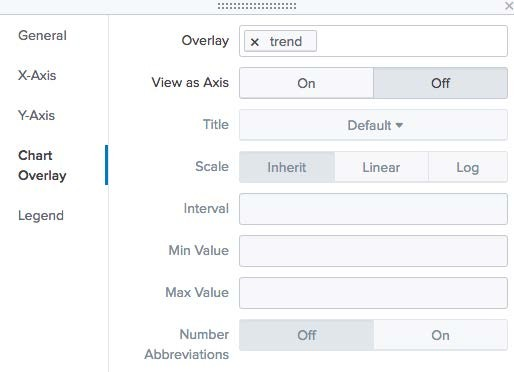 General
X-Axis
Y-Axis
Chart
Overlay
Legend
Overlay × trend
View as Axis On Off
Title Default
Scale Inherit Linear Log
Interval
Min Value
Max Value
Number
Abbreviations Off On